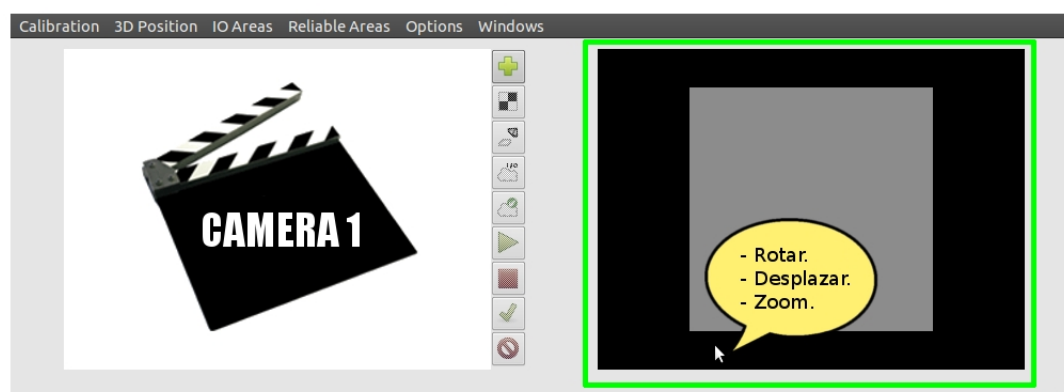 Calibration 3D Position IO Areas Reliable Areas Options Windows
CAMERA 1
- Rotar.
- Desplazar.
- Zoom.